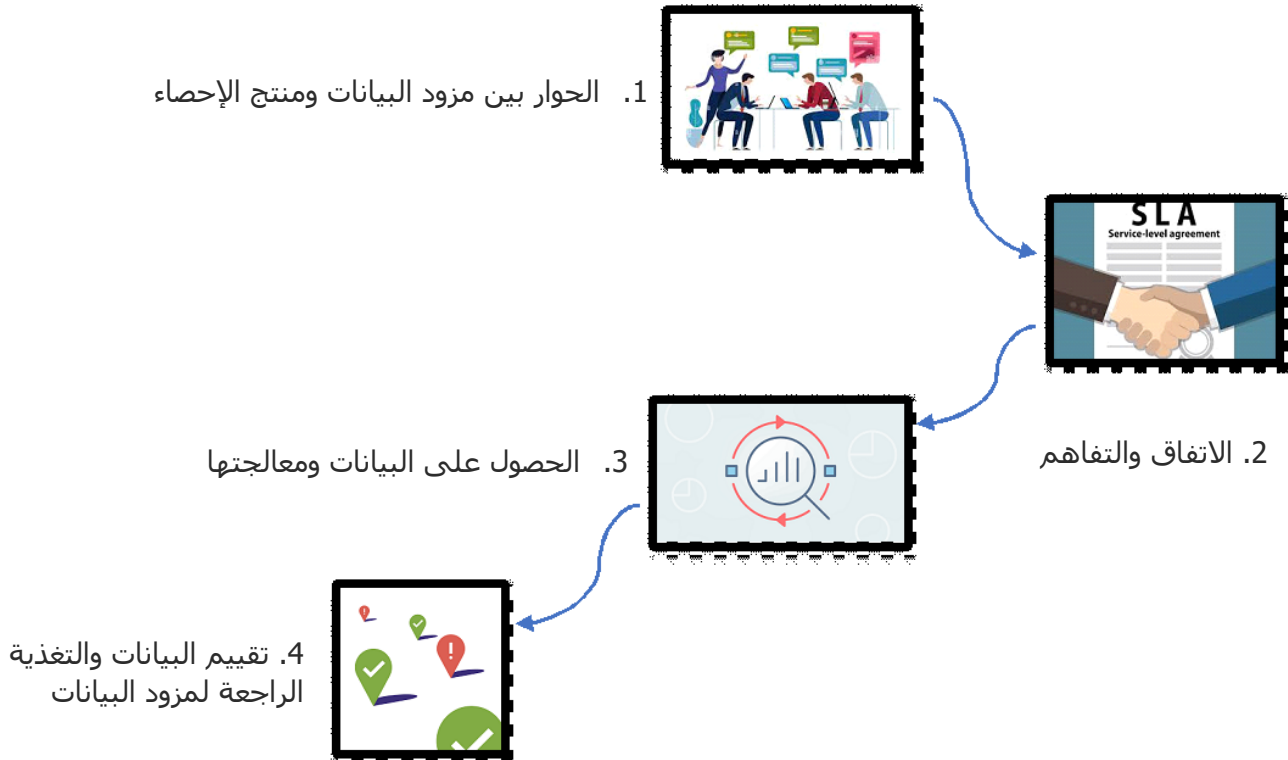 1. الحوار بين مزود البيانات ومنتج الإحصاء
SLA
Service-level agreement
2. الاتفاق والتفاهم
3. الحصول على البيانات ومعالجتها
4. تقييم البيانات والتغذية
الراجعة لمزود البيانات